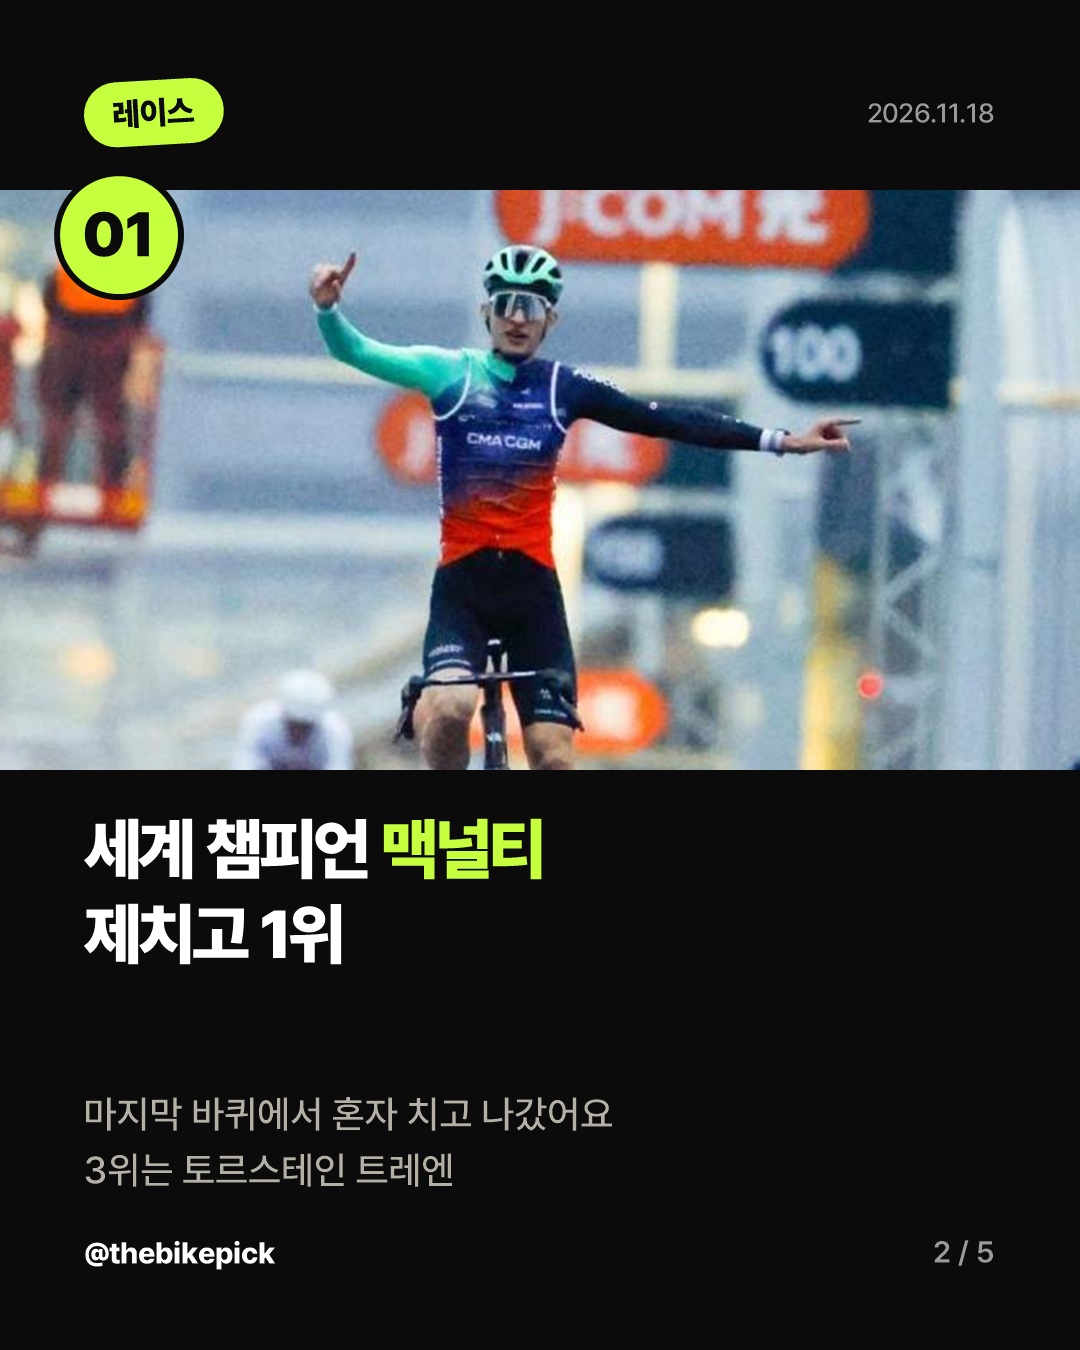 레이스
2026.11.18
01
J:COM 光
100
CMA CGM
세계 챔피언 맥널티
제치고 1위
마지막 바퀴에서 혼자 치고 나갔어요
3위는 토르스테인 트레엔
@thebikepick
2 / 5